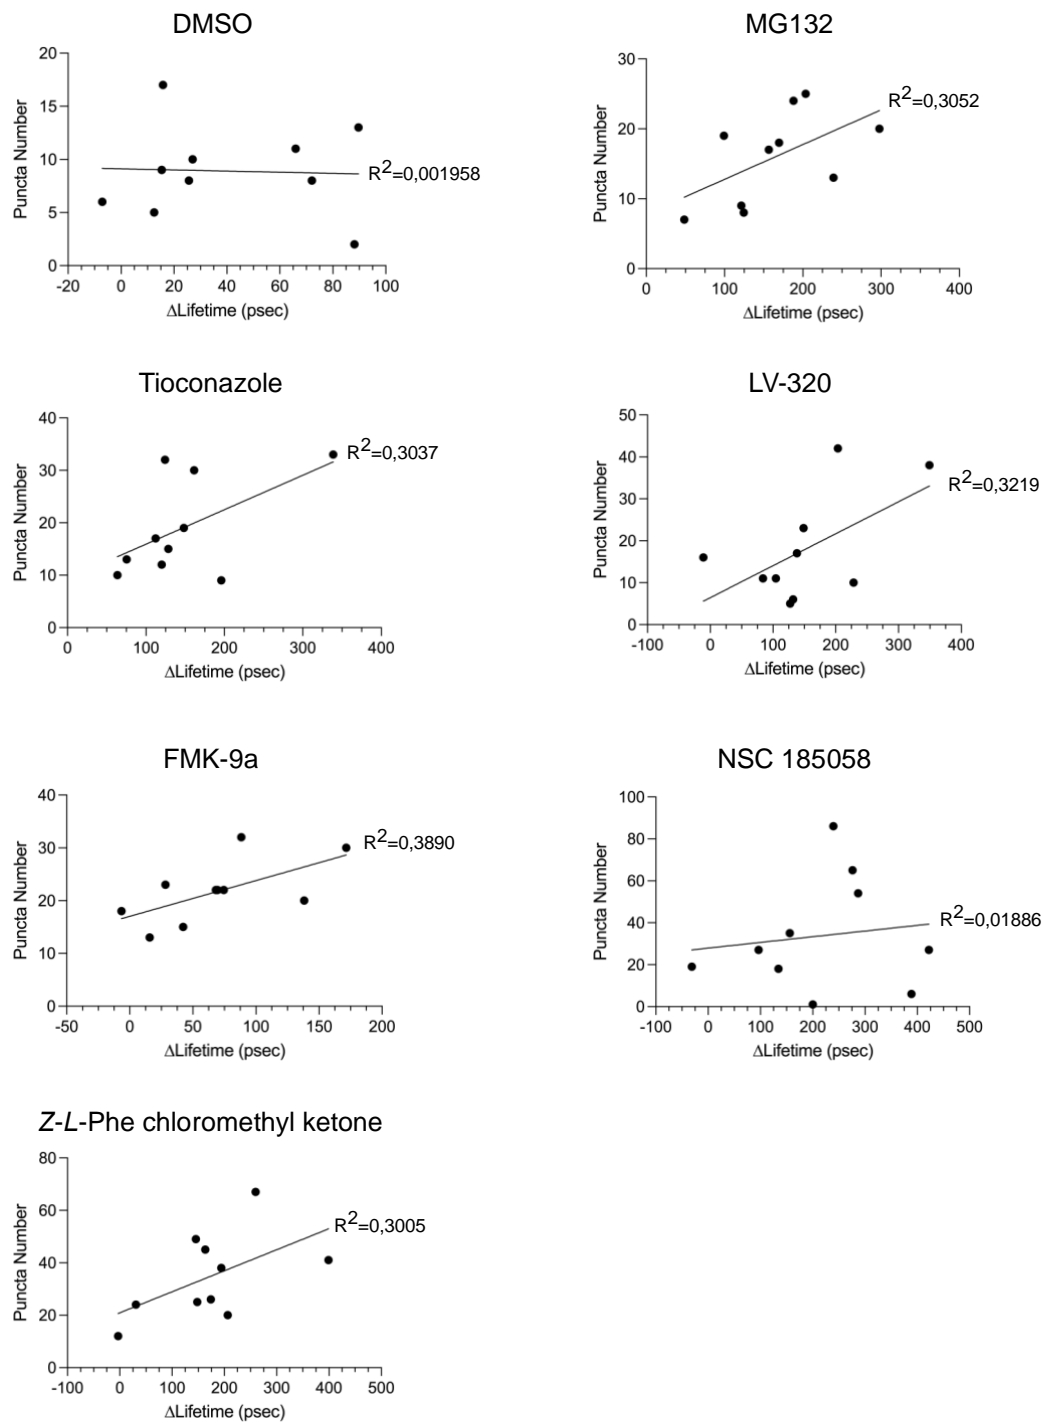 DMSO
20
15
10
5
0
-20 0 20 40 60 80 100
Puncta Number
ΔLifetime (psec)
R²=0,001958
MG132
30
20
10
0
0 100 200 300 400
Puncta Number
ΔLifetime (psec)
R²=0,3052
Tioconazole
40
30
20
10
0
0 100 200 300 400
Puncta Number
ΔLifetime (psec)
R²=0,3037
LV-320
50
40
30
20
10
0
-100 0 100 200 300 400
Puncta Number
ΔLifetime (psec)
R²=0,3219
FMK-9a
40
30
20
10
0
-50 0 50 100 150 200
Puncta Number
ΔLifetime (psec)
R²=0,3890
NSC 185058
100
80
60
40
20
0
-100 0 100 200 300 400 500
Puncta Number
ΔLifetime (psec)
R²=0,01886
Z-L-Phe chloromethyl ketone
80
60
40
20
0
-100 0 100 200 300 400 500
Puncta Number
ΔLifetime (psec)
R²=0,3005